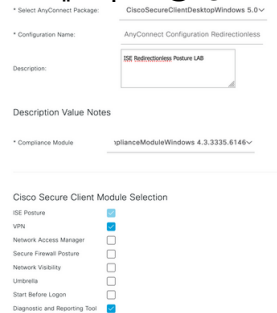 * Select AnyConnect Package: CiscoSecureClientDesktopWindows 5.0
* Configuration Name: AnyConnect Configuration Redirectionless
Description: ISE Redirectionless Posture LAB
Description Value Notes
* Compliance Module nplianceModuleWindows 4.3.3335.6146
Cisco Secure Client Module Selection
ISE Posture
VPN
Network Access Manager
Secure Firewall Posture
Network Visibility
Umbrella
Start Before Logon
Diagnostic and Reporting Tool